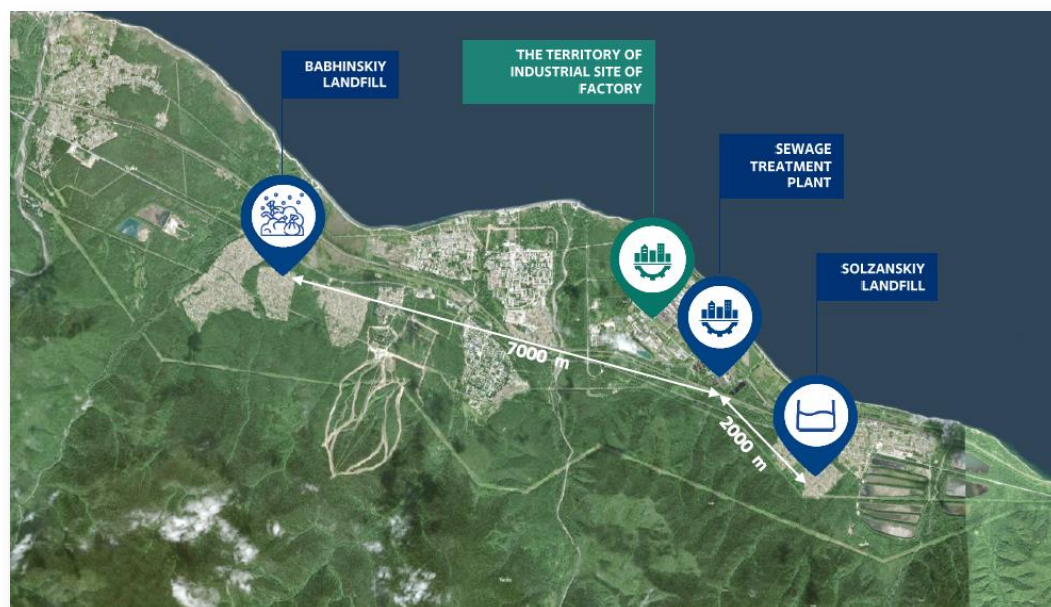 BABHINSKIY
LANDFILL
THE TERRITORY OF
INDUSTRIAL SITE OF
FACTORY
SEWAGE
TREATMENT
PLANT
SOLZANSKIY
LANDFILL
7000 m
2000 m